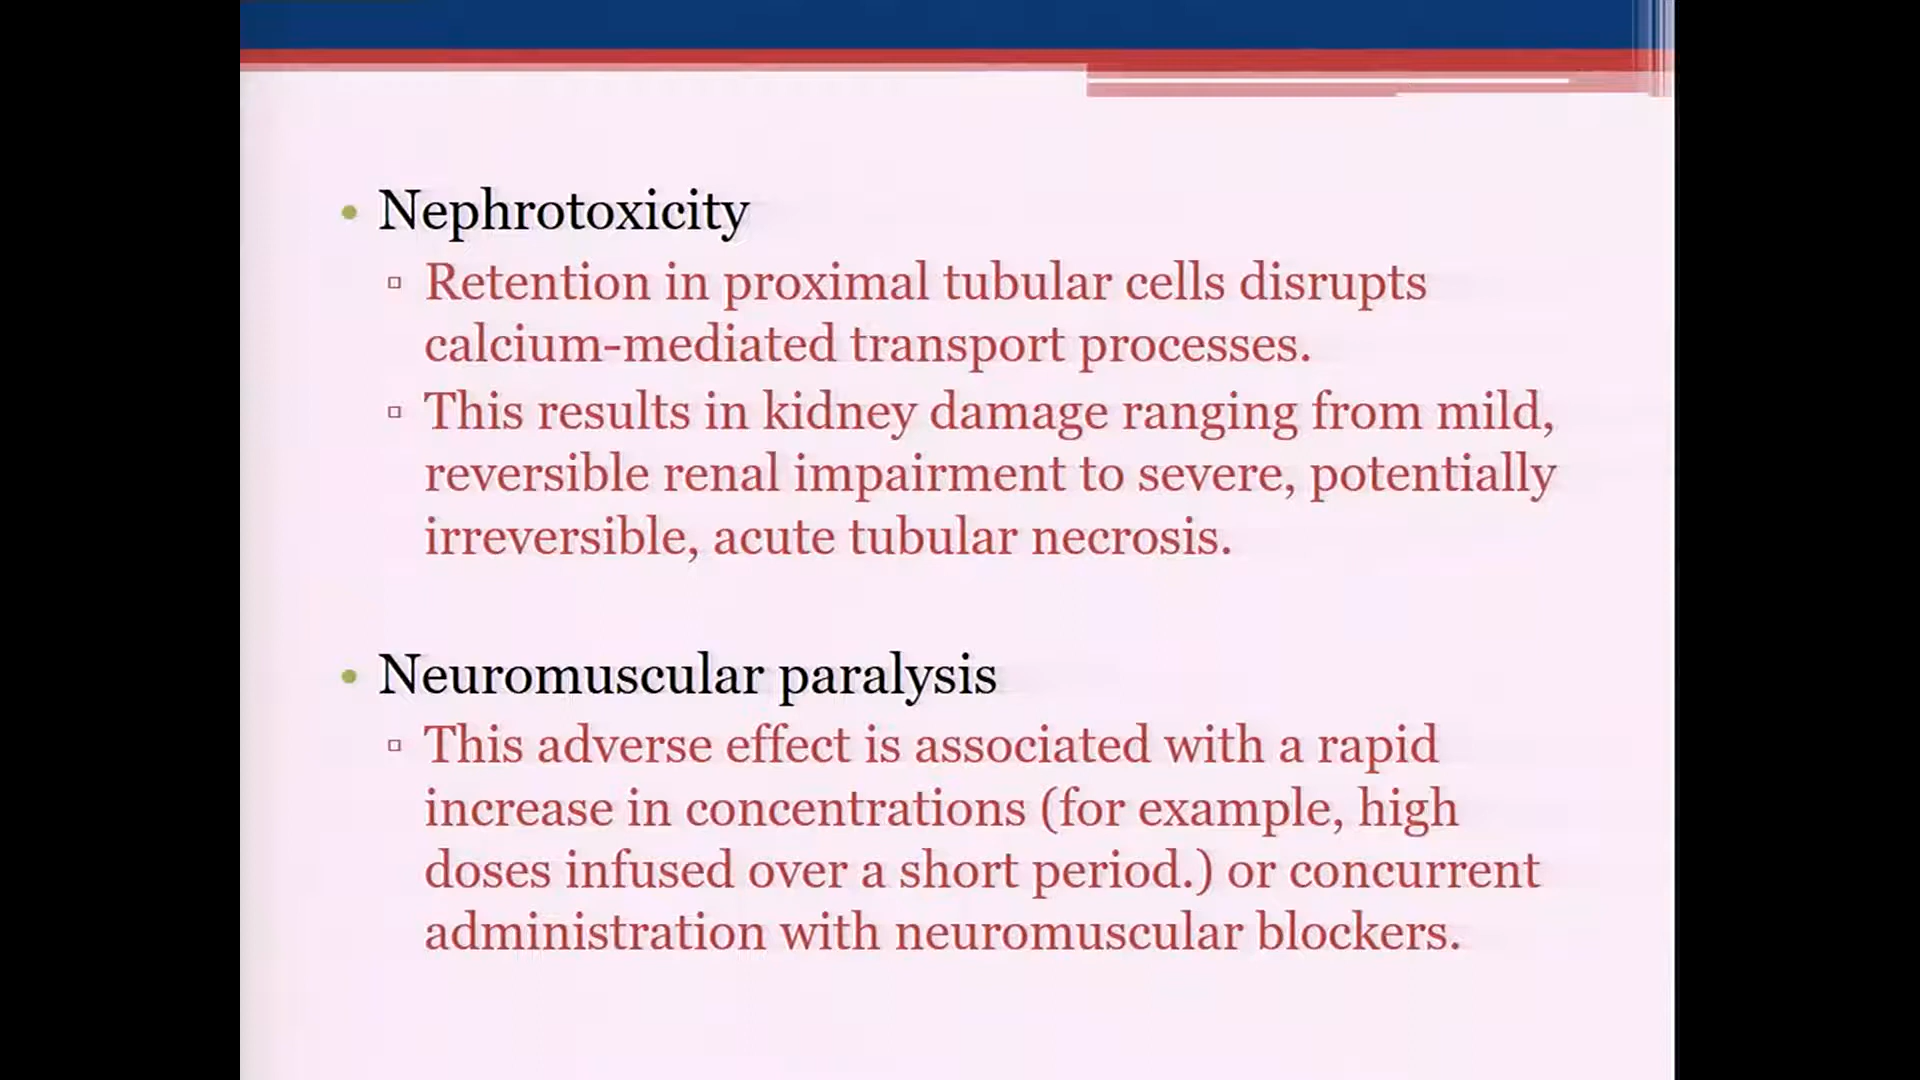 • Nephrotoxicity
▫ Retention in proximal tubular cells disrupts
calcium-mediated transport processes.
▫ This results in kidney damage ranging from mild,
reversible renal impairment to severe, potentially
irreversible, acute tubular necrosis.
• Neuromuscular paralysis
▫ This adverse effect is associated with a rapid
increase in concentrations (for example, high
doses infused over a short period.) or concurrent
administration with neuromuscular blockers.